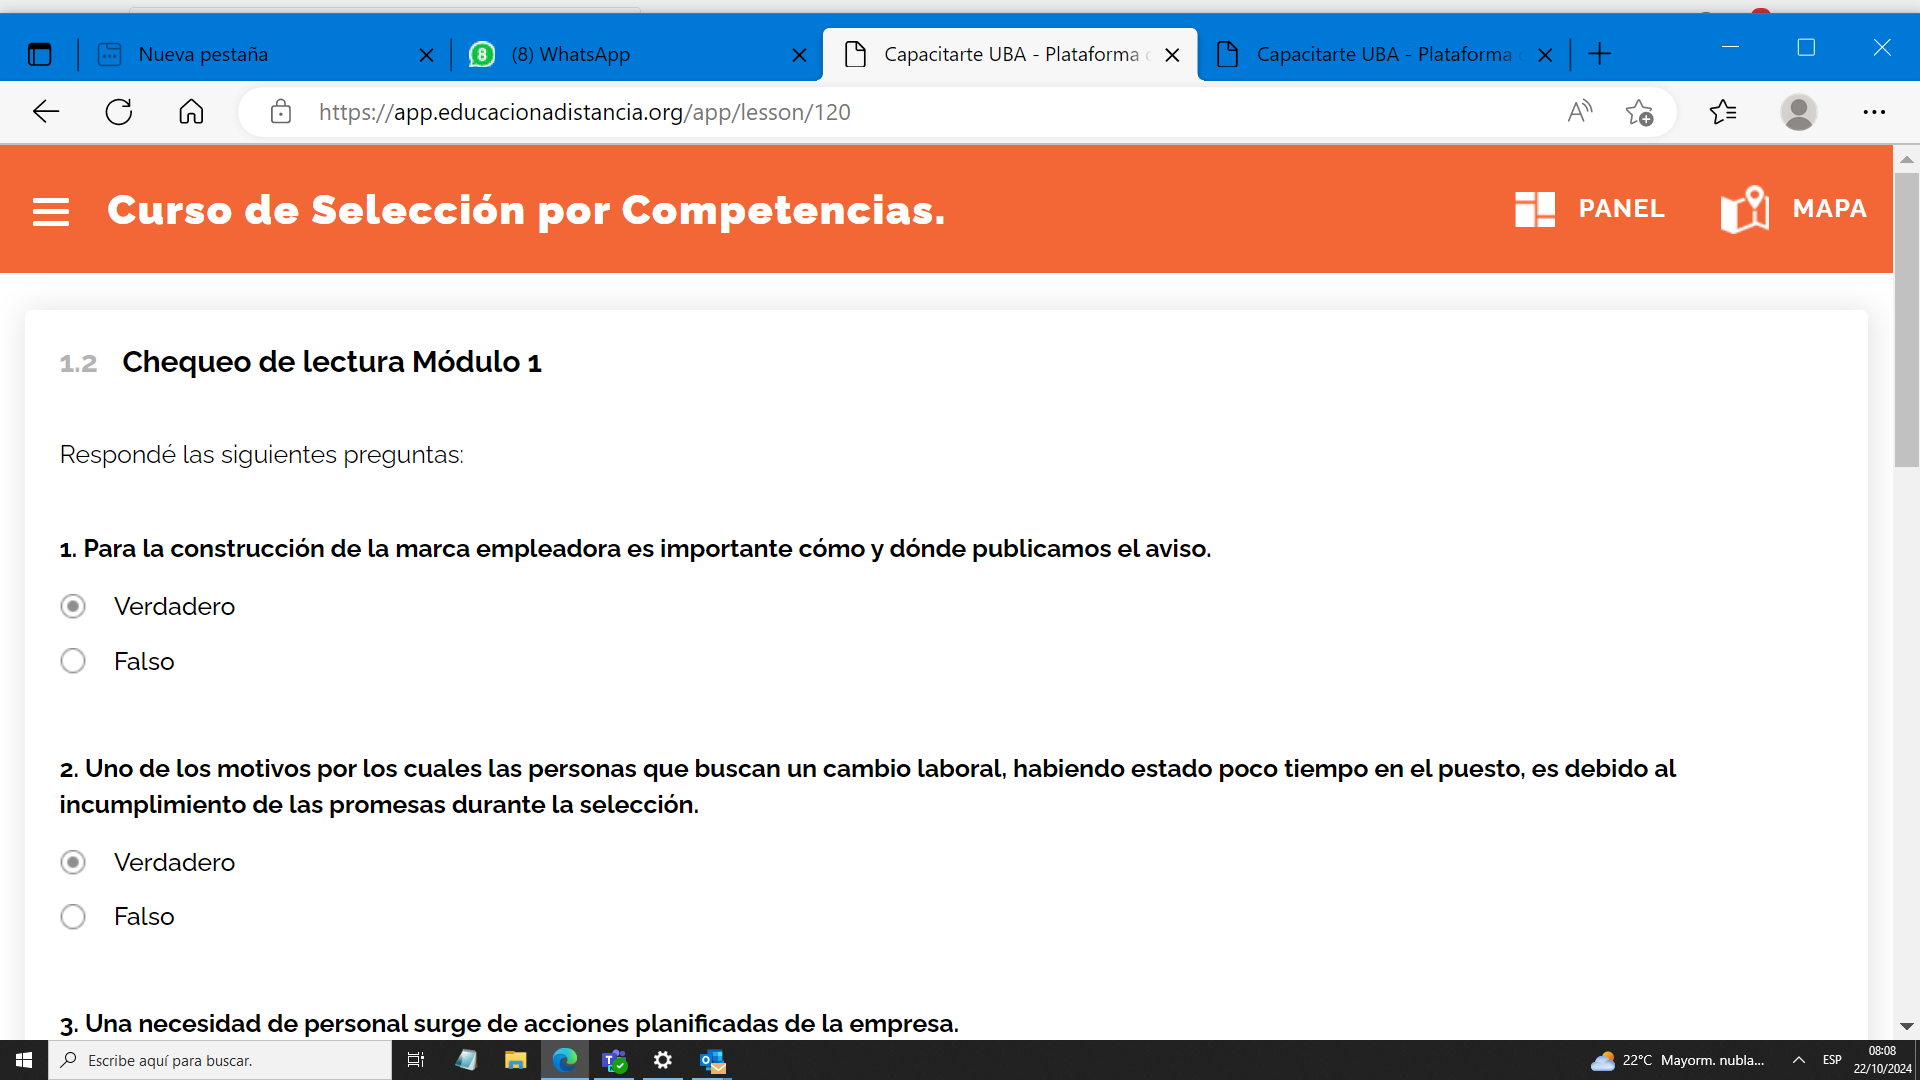 Nueva pestaña
(8) WhatsApp
Capacitarte UBA - Plataforma
Capacitarte UBA - Plataforma
https://app.educacionadistancia.org/app/lesson/120
Curso de Selección por Competencias.
PANEL
MAPA
1.2 Chequeo de lectura Módulo 1
Respondé las siguientes preguntas:
1. Para la construcción de la marca empleadora es importante cómo y dónde publicamos el aviso.
Verdadero
Falso
2. Uno de los motivos por los cuales las personas que buscan un cambio laboral, habiendo estado poco tiempo en el puesto, es debido al
incumplimiento de las promesas durante la selección.
Verdadero
Falso
3. Una necesidad de personal surge de acciones planificadas de la empresa.
Escribe aquí para buscar.
22°C Mayorm. nubla...
ESP
08:08
22/10/2024